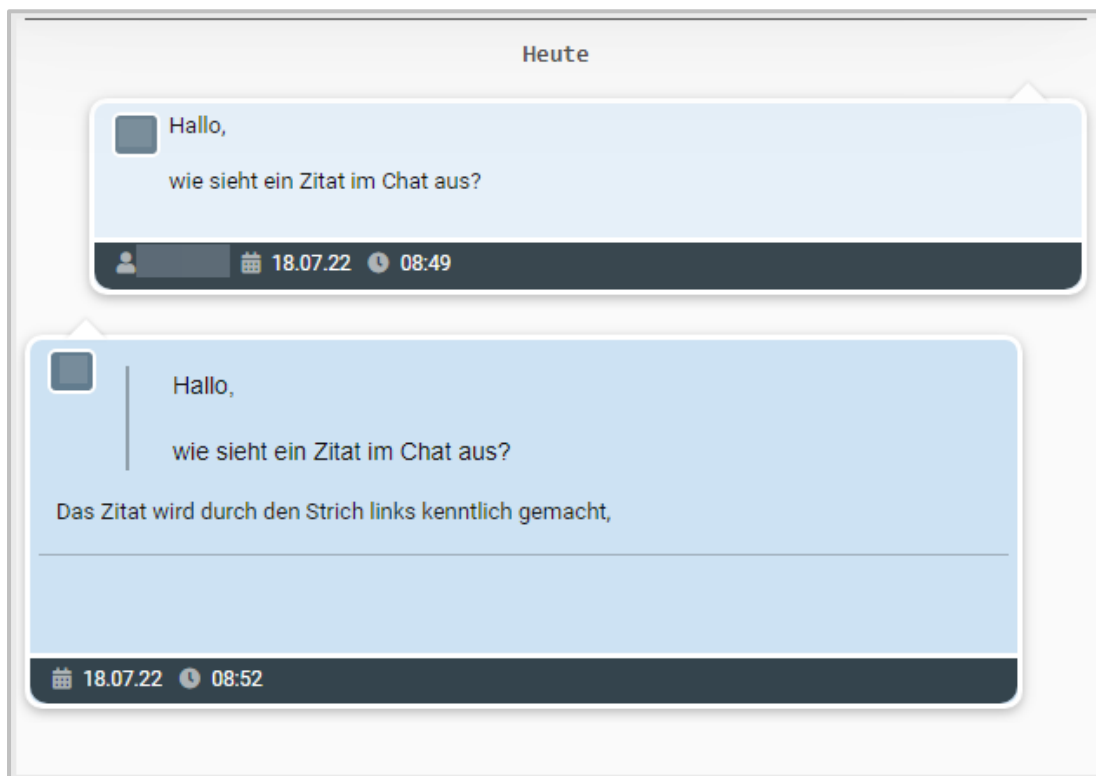 Heute
Hallo,
wie sieht ein Zitat im Chat aus?
18.07.22 08:49
Hallo,
wie sieht ein Zitat im Chat aus?
Das Zitat wird durch den Strich links kenntlich gemacht,
18.07.22 08:52